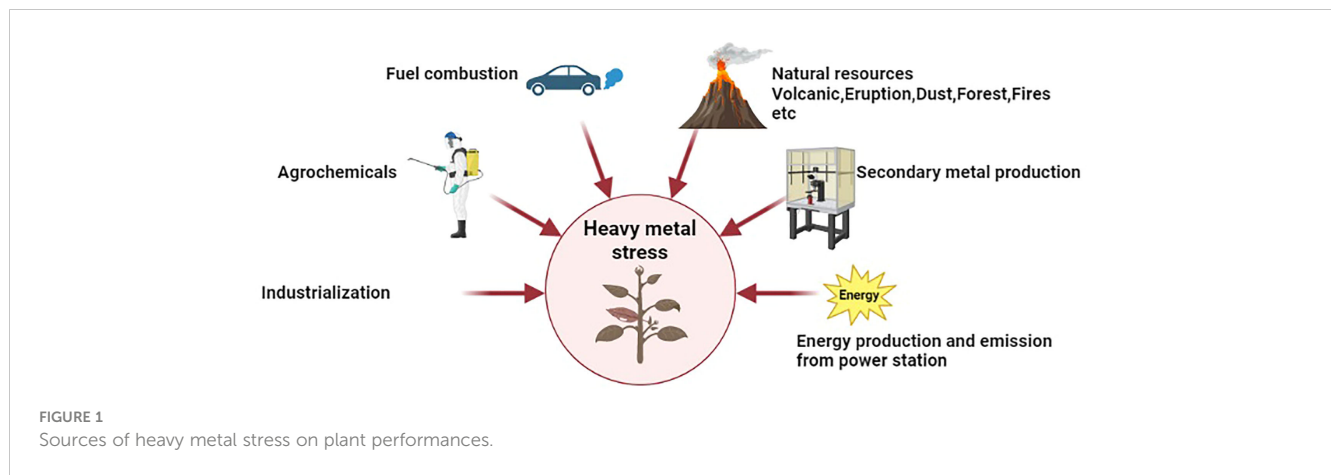 Fuel combustion
Natural resources
Volcanic,Eruption,Dust,Forest,Fires
etc
Agrochemicals
Secondary metal production
Heavy metal
stress
Industrialization
Energy
Energy production and emission
from power station
FIGURE 1
Sources of heavy metal stress on plant performances.